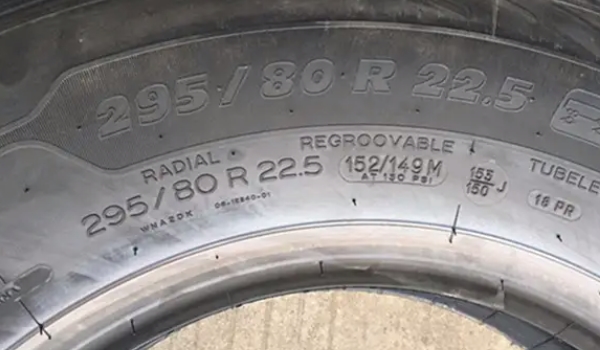 295/80 R 22.5
RADIAL
295/80 R 22.5
REGROOVABLE
152/149 M
AT 130 PSI
153
150 J
TUBELE
16 PR